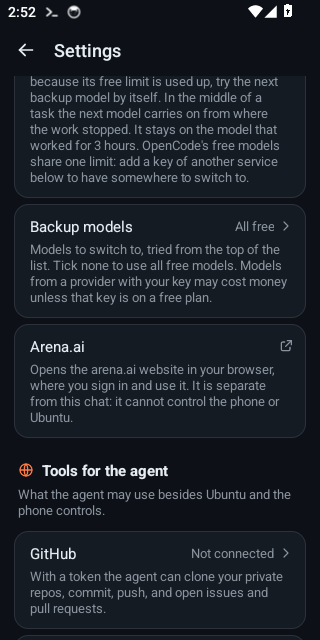 2:52
Settings
because its free limit is used up, try the next
backup model by itself. In the middle of a
task the next model carries on from where
the work stopped. It stays on the model that
worked for 3 hours. OpenCode's free models
share one limit: add a key of another service
below to have somewhere to switch to.
Backup models All free
Models to switch to, tried from the top of the
list. Tick none to use all free models. Models
from a provider with your key may cost money
unless that key is on a free plan.
Arena.ai
Opens the arena.ai website in your browser,
where you sign in and use it. It is separate
from this chat: it cannot control the phone or
Ubuntu.
Tools for the agent
What the agent may use besides Ubuntu and the
phone controls.
GitHub Not connected
With a token the agent can clone your private
repos, commit, push, and open issues and
pull requests.